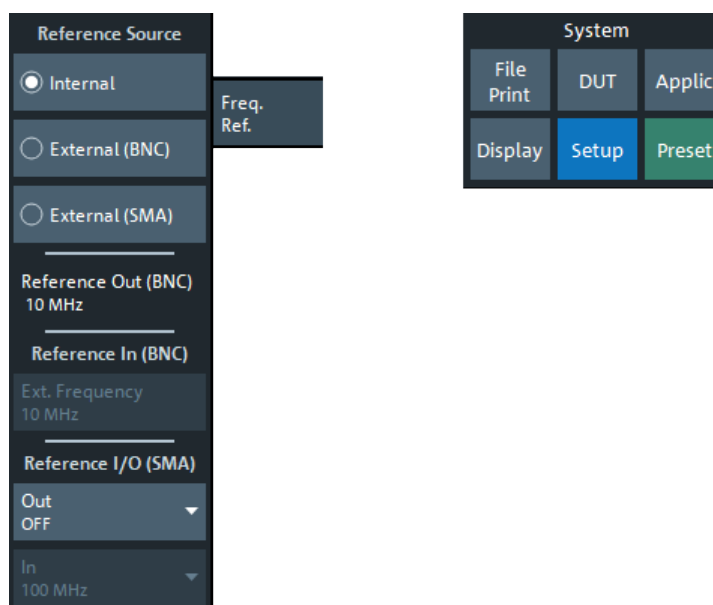 Reference Source
Internal
External (BNC)
External (SMA)
Reference Out (BNC)
10 MHz
Reference In (BNC)
Ext. Frequency
10 MHz
Reference I/O (SMA)
Out
OFF
In
100 MHz
Freq.
Ref.
System
File
Print
DUT
Applic
Display
Setup
Preset